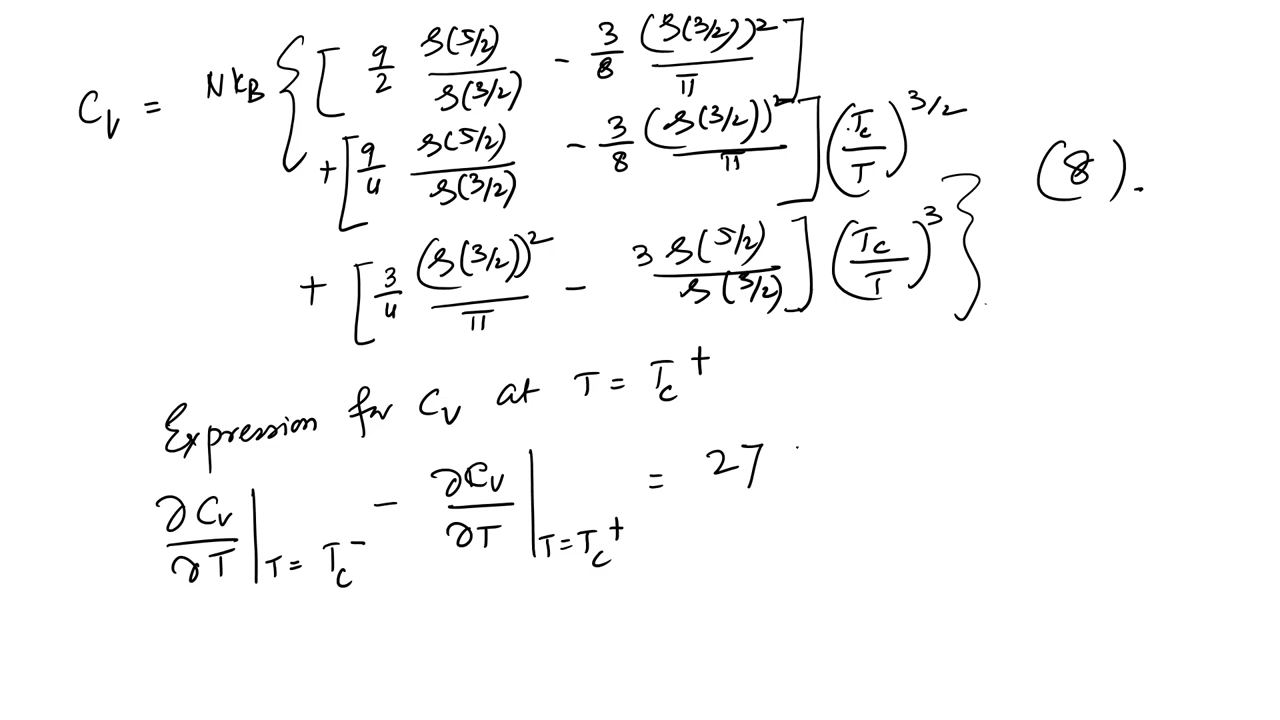 C_V = N k_B { [ 9/2 ζ(5/2)/ζ(3/2) − 3/8 (ζ(3/2))²/π ]
+ [ 9/4 ζ(5/2)/ζ(3/2) − 3/8 (ζ(3/2))²/π ] (T_c/T)^{3/2}
+ [ 3/4 (ζ(3/2))²/π − 3 ζ(5/2)/ζ(3/2) ] (T_c/T)³ } (8).
Expression for C_V at T = T_c⁺
∂C_V/∂T |_{T = T_c⁻} − ∂C_V/∂T |_{T = T_c⁺} = 27